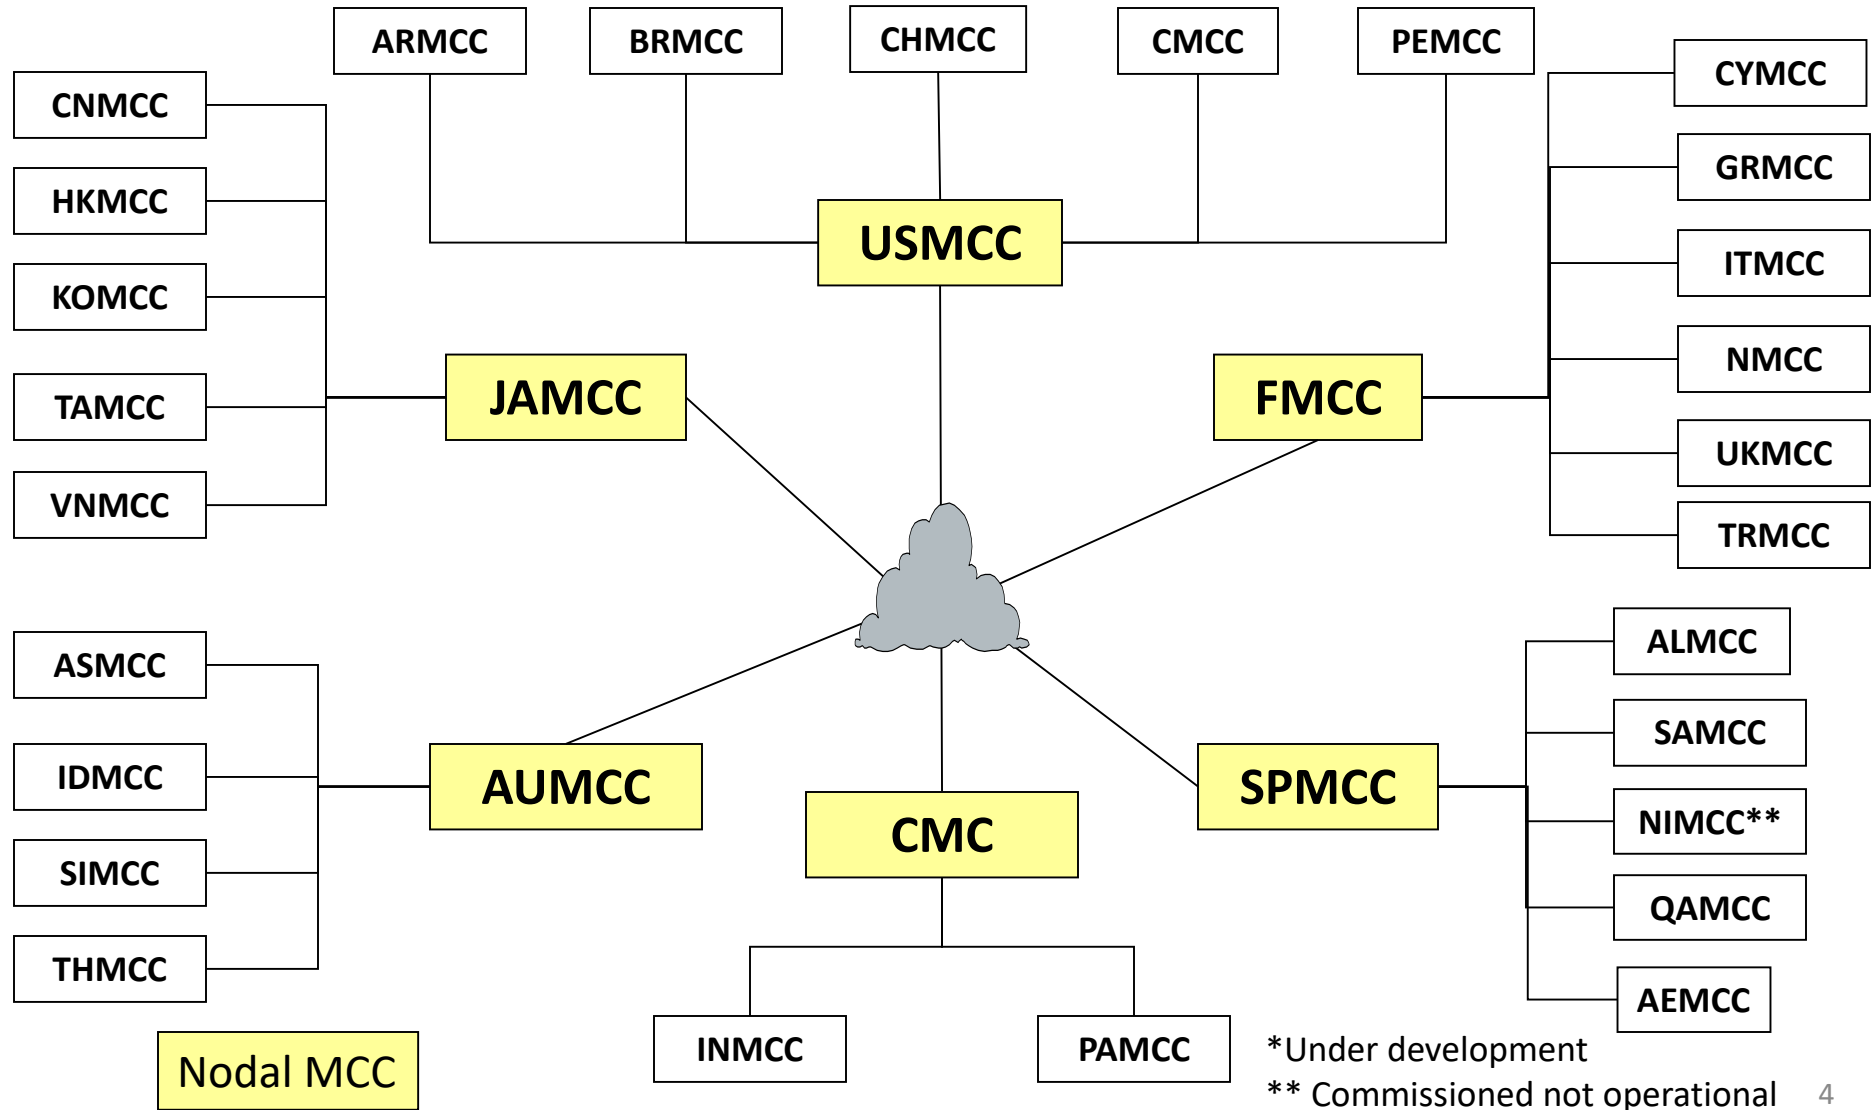 ARMCC
BRMCC
CHMCC
CMCC
PEMCC
CYMCC
CNMCC
GRMCC
HKMCC
USMCC
ITMCC
KOMCC
NMCC
JAMCC
FMCC
TAMCC
UKMCC
VNMCC
TRMCC
ALMCC
ASMCC
SAMCC
IDMCC
AUMCC
SPMCC
NIMCC**
CMC
SIMCC
QAMCC
THMCC
AEMCC
INMCC
PAMCC
Nodal MCC
*Under development
** Commissioned not operational
4